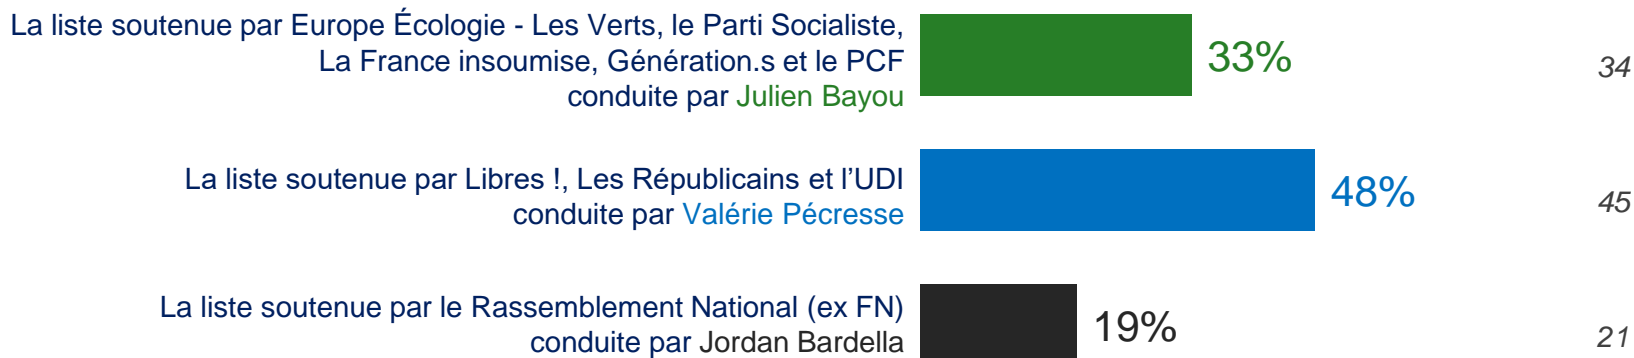 La liste soutenue par Europe Écologie - Les Verts, le Parti Socialiste,
La France insoumise, Génération.s et le PCF
conduite par Julien Bayou
33%
34
La liste soutenue par Libres !, Les Républicains et l’UDI
conduite par Valérie Pécresse
48%
45
La liste soutenue par le Rassemblement National (ex FN)
conduite par Jordan Bardella
19%
21